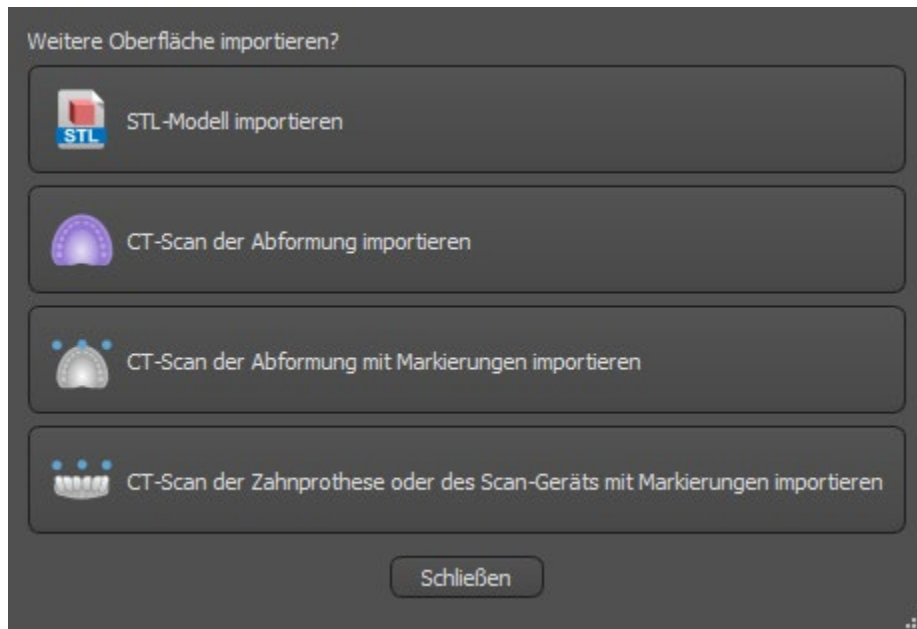 Weitere Oberfläche importieren?
STL
STL-Modell importieren
CT-Scan der Abformung importieren
CT-Scan der Abformung mit Markierungen importieren
CT-Scan der Zahnprothese oder des Scan-Geräts mit Markierungen importieren
Schließen